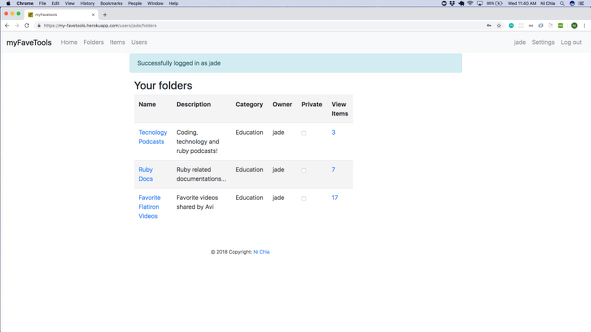 Chrome File Edit View History Bookmarks People Window Help
98% Wed 11:40 AM Ni Chia
myFaveTools
https://my-favetools.herokuapp.com/users/jade/folders
myFaveTools Home Folders Items Users jade Settings Log out
Successfully logged in as jade
Your folders
Name Description Category Owner Private View
Items
Tecnology Coding, Education jade 3
Podcasts technology and
ruby podcasts!
Ruby Ruby related Education jade 7
Docs documentations...
Favorite Favorite videos Education jade 17
Flatiron shared by Avi
Videos
© 2018 Copyright: Ni Chia